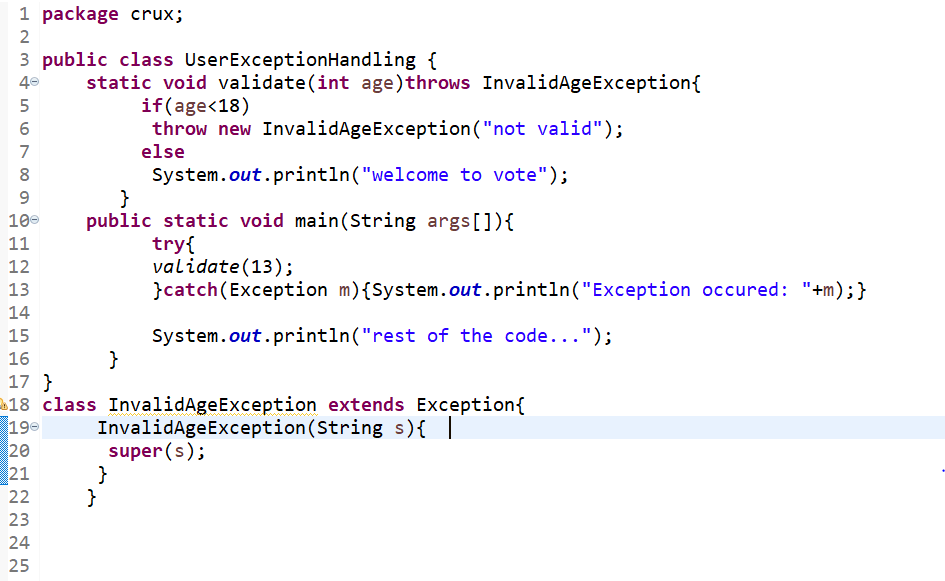 1 package crux;
2
3 public class UserExceptionHandling {
4 static void validate(int age)throws InvalidAgeException{
5 if(age<18)
6 throw new InvalidAgeException("not valid");
7 else
8 System.out.println("welcome to vote");
9 }
10 public static void main(String args[]){
11 try{
12 validate(13);
13 }catch(Exception m){System.out.println("Exception occured: "+m);}
14
15 System.out.println("rest of the code...");
16 }
17 }
18 class InvalidAgeException extends Exception{
19 InvalidAgeException(String s){
20 super(s);
21 }
22 }
23
24
25